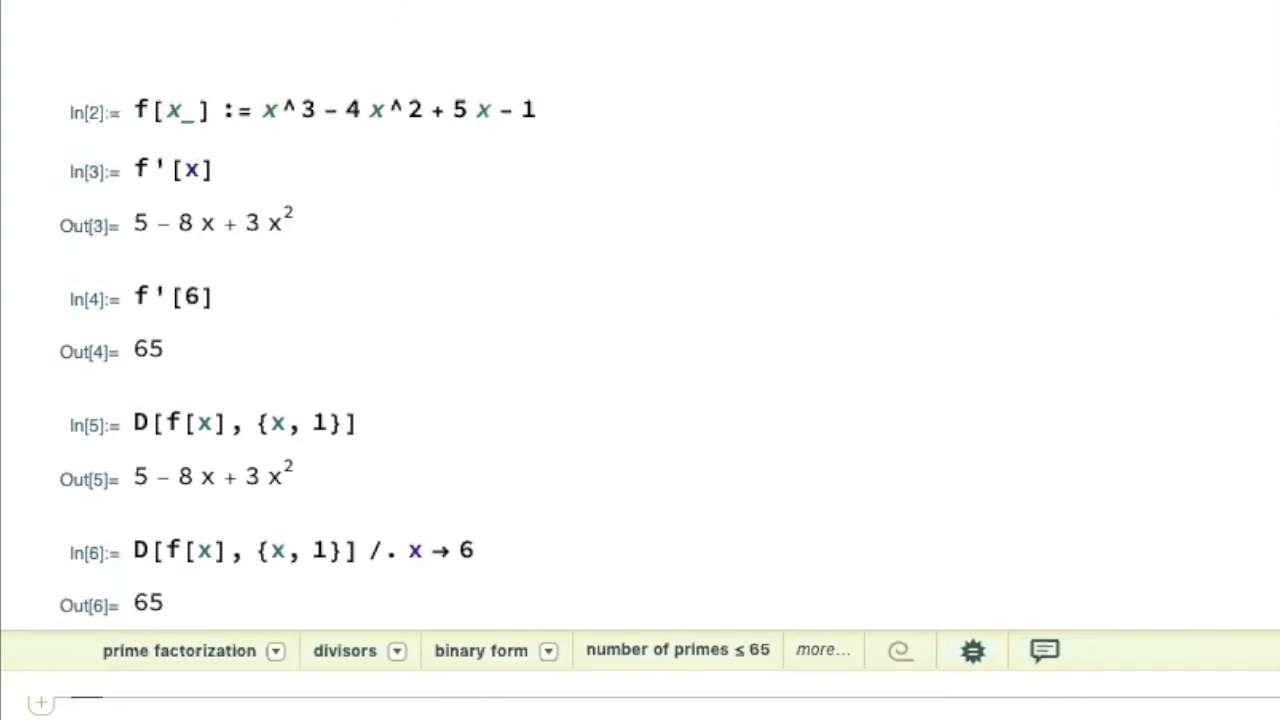 In[2]:= f[x_] := x^3 - 4 x^2 + 5 x - 1
In[3]:= f'[x]
Out[3]= 5 - 8 x + 3 x²
In[4]:= f'[6]
Out[4]= 65
In[5]:= D[f[x], {x, 1}]
Out[5]= 5 - 8 x + 3 x²
In[6]:= D[f[x], {x, 1}] /. x → 6
Out[6]= 65
prime factorization divisors binary form number of primes ≤ 65 more...